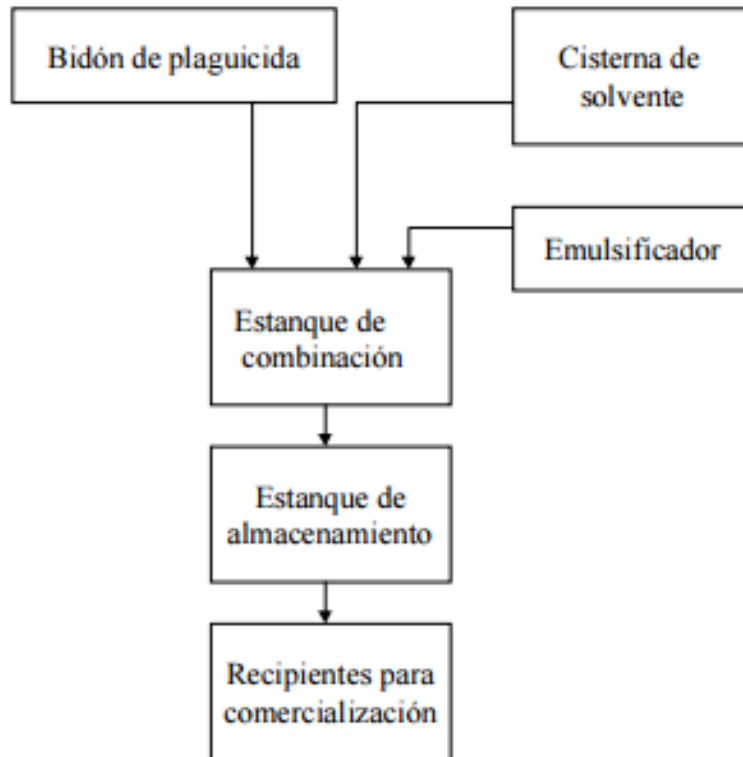 Bidón de plaguicida
Cisterna de
solvente
Emulsificador
Estanque de
combinación
Estanque de
almacenamiento
Recipientes para
comercialización